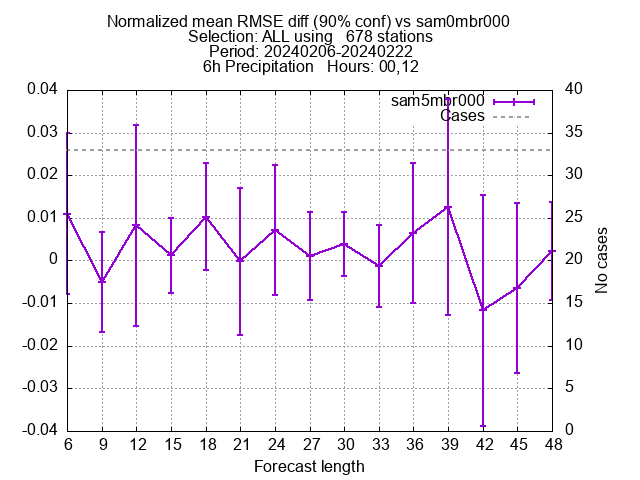 Normalized mean RMSE diff (90% conf) vs sam0mbr000
Selection: ALL using   678 stations
Period: 20240206-20240222
6h Precipitation   Hours: 00,12
sam5mbr000
Cases
0.04
0.03
0.02
0.01
0
-0.01
-0.02
-0.03
-0.04
40
35
30
25
20
15
10
5
0
No cases
6 9 12 15 18 21 24 27 30 33 36 39 42 45 48
Forecast length